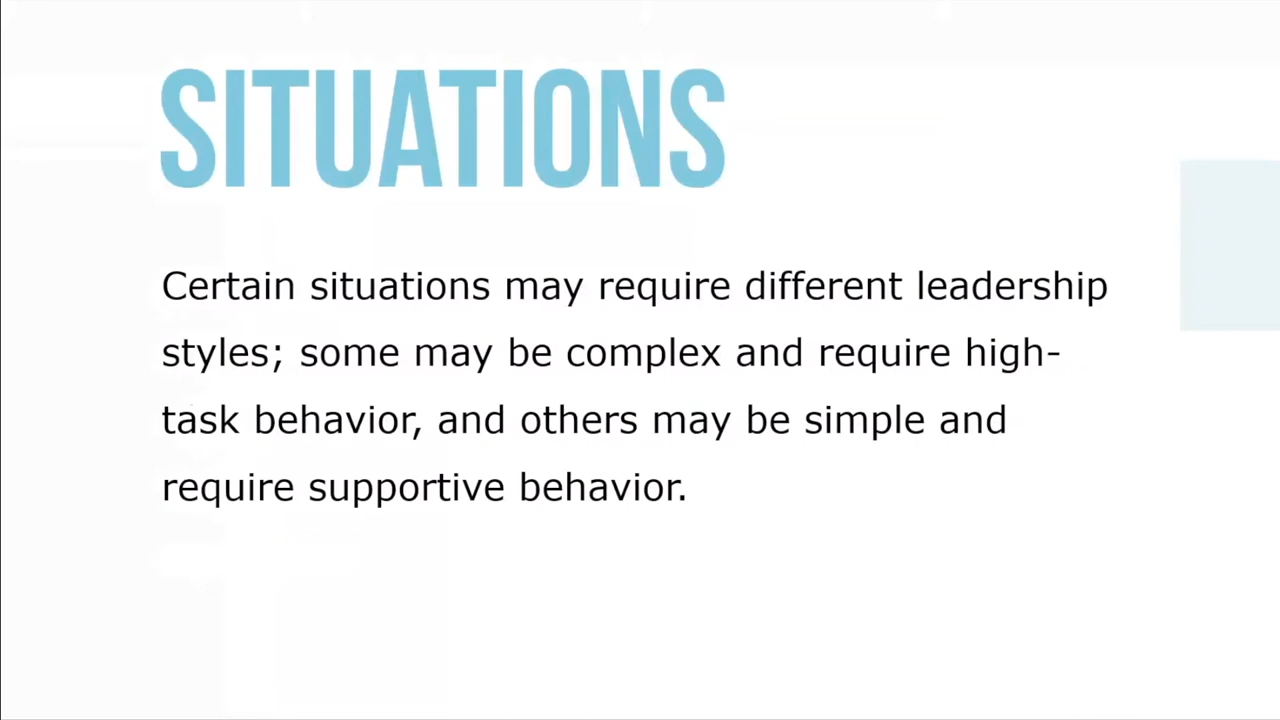 SITUATIONS
Certain situations may require different leadership
styles; some may be complex and require high-
task behavior, and others may be simple and
require supportive behavior.